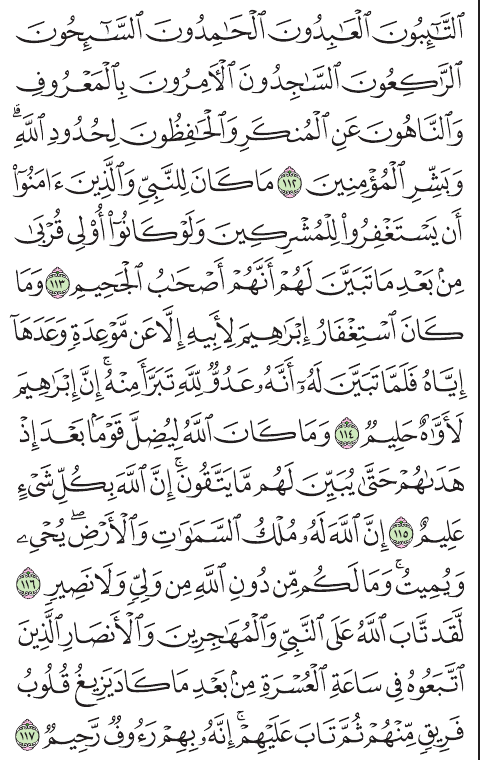 ٱلتَّـٰٓئِبُونَ ٱلْعَـٰبِدُونَ ٱلْحَـٰمِدُونَ ٱلسَّـٰٓئِحُونَ
ٱلرَّٰكِعُونَ ٱلسَّـٰجِدُونَ ٱلْـَٔامِرُونَ بِٱلْمَعْرُوفِ
وَٱلنَّاهُونَ عَنِ ٱلْمُنكَرِ وَٱلْحَـٰفِظُونَ لِحُدُودِ ٱللَّهِ ۗ
وَبَشِّرِ ٱلْمُؤْمِنِينَ ١١٢ مَا كَانَ لِلنَّبِىِّ وَٱلَّذِينَ ءَامَنُوٓا۟
أَن يَسْتَغْفِرُوا۟ لِلْمُشْرِكِينَ وَلَوْ كَانُوٓا۟ أُو۟لِى قُرْبَىٰ
مِنۢ بَعْدِ مَا تَبَيَّنَ لَهُمْ أَنَّهُمْ أَصْحَـٰبُ ٱلْجَحِيمِ ١١٣ وَمَا
كَانَ ٱسْتِغْفَارُ إِبْرَٰهِيمَ لِأَبِيهِ إِلَّا عَن مَّوْعِدَةٍ وَعَدَهَآ
إِيَّاهُ فَلَمَّا تَبَيَّنَ لَهُۥٓ أَنَّهُۥ عَدُوٌّ لِّلَّهِ تَبَرَّأَ مِنْهُ ۚ إِنَّ إِبْرَٰهِيمَ
لَأَوَّٰهٌ حَلِيمٌ ١١٤ وَمَا كَانَ ٱللَّهُ لِيُضِلَّ قَوْمًۢا بَعْدَ إِذْ
هَدَىٰهُمْ حَتَّىٰ يُبَيِّنَ لَهُم مَّا يَتَّقُونَ ۚ إِنَّ ٱللَّهَ بِكُلِّ شَىْءٍ
عَلِيمٌ ١١٥ إِنَّ ٱللَّهَ لَهُۥ مُلْكُ ٱلسَّمَـٰوَٰتِ وَٱلْأَرْضِ ۖ يُحْىِۦ
وَيُمِيتُ ۚ وَمَا لَكُم مِّن دُونِ ٱللَّهِ مِن وَلِىٍّ وَلَا نَصِيرٍ ١١٦
لَّقَد تَّابَ ٱللَّهُ عَلَى ٱلنَّبِىِّ وَٱلْمُهَـٰجِرِينَ وَٱلْأَنصَارِ ٱلَّذِينَ
ٱتَّبَعُوهُ فِى سَاعَةِ ٱلْعُسْرَةِ مِنۢ بَعْدِ مَا كَادَ يَزِيغُ قُلُوبُ
فَرِيقٍ مِّنْهُمْ ثُمَّ تَابَ عَلَيْهِمْ ۚ إِنَّهُۥ بِهِمْ رَءُوفٌ رَّحِيمٌ ١١٧